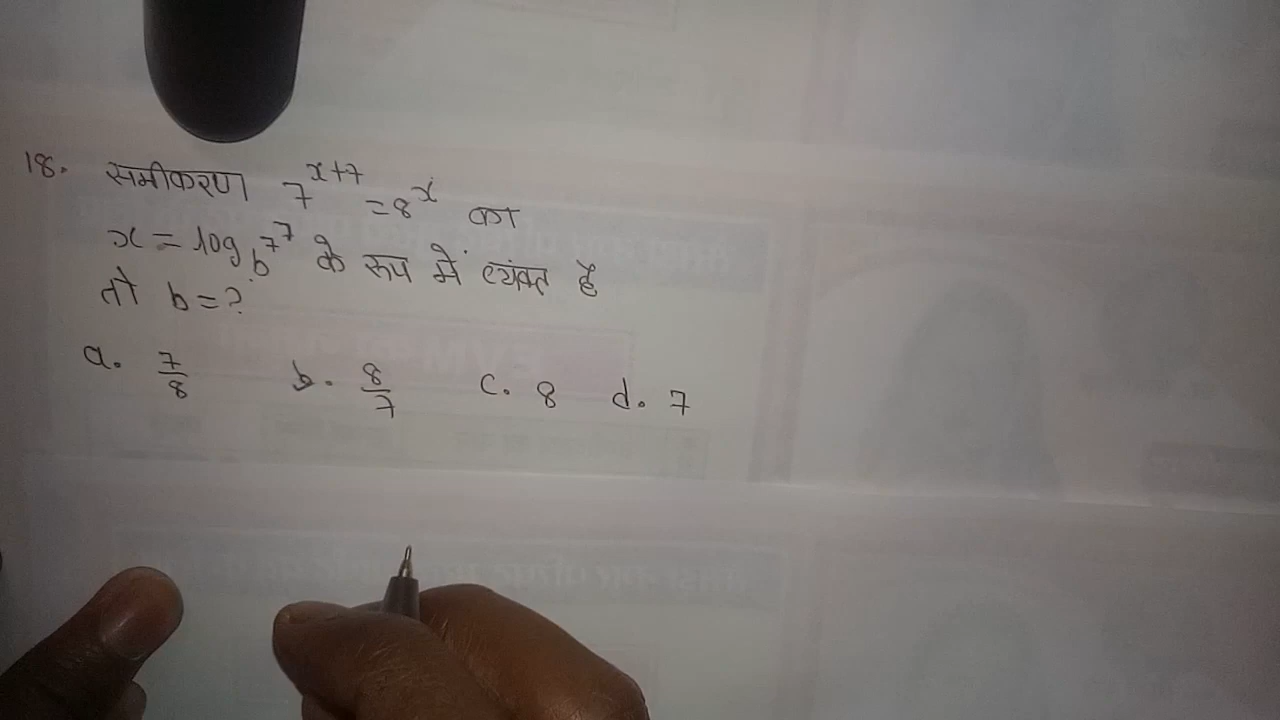 18. समीकरण 7^{x+7} = 8^x का
x = log_b 7^7 के रूप में व्यक्त है
तो b = ?
a. 7/8 b. 8/7 c. 8 d. 7